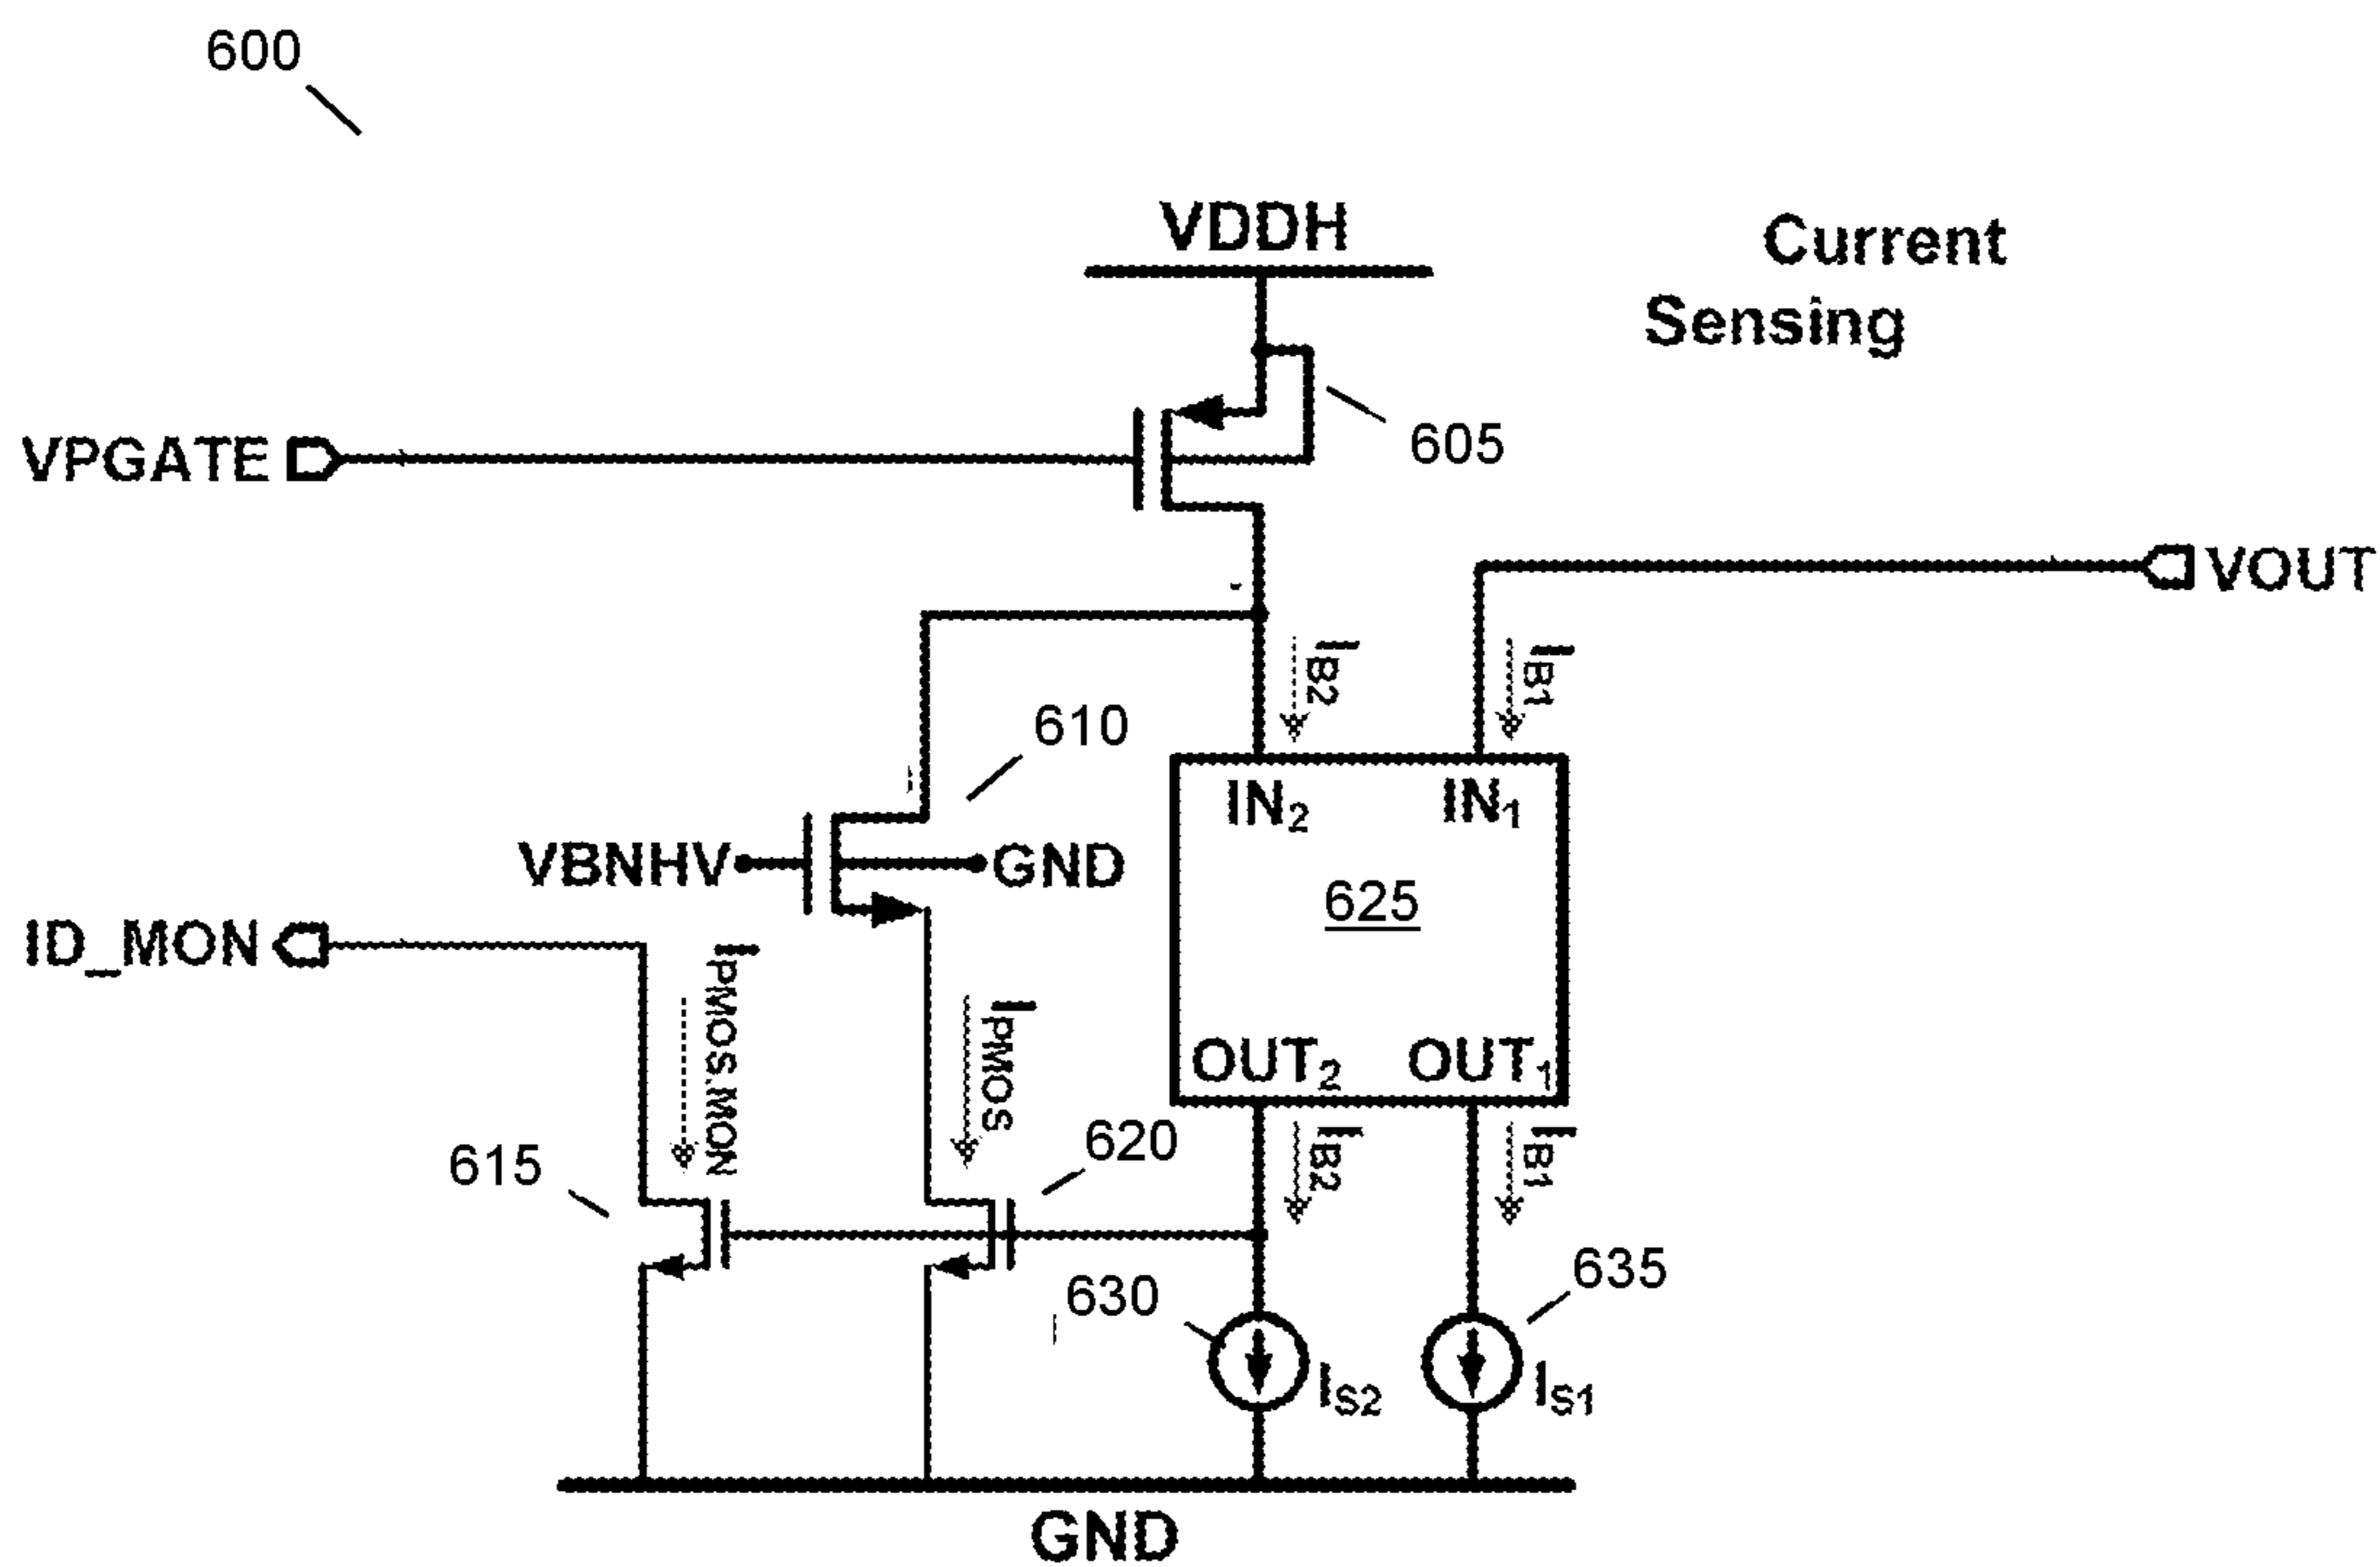 600
VDDH
Current
Sensing
VPGATE
605
VOUT
IB2
IB1
610
IN2
IN1
VBNHV
GND
625
ID_MON
IPMOS.MON
IPMOS
OUT2
OUT1
615
620
IB2
IB1
630
635
IS2
IS1
GND